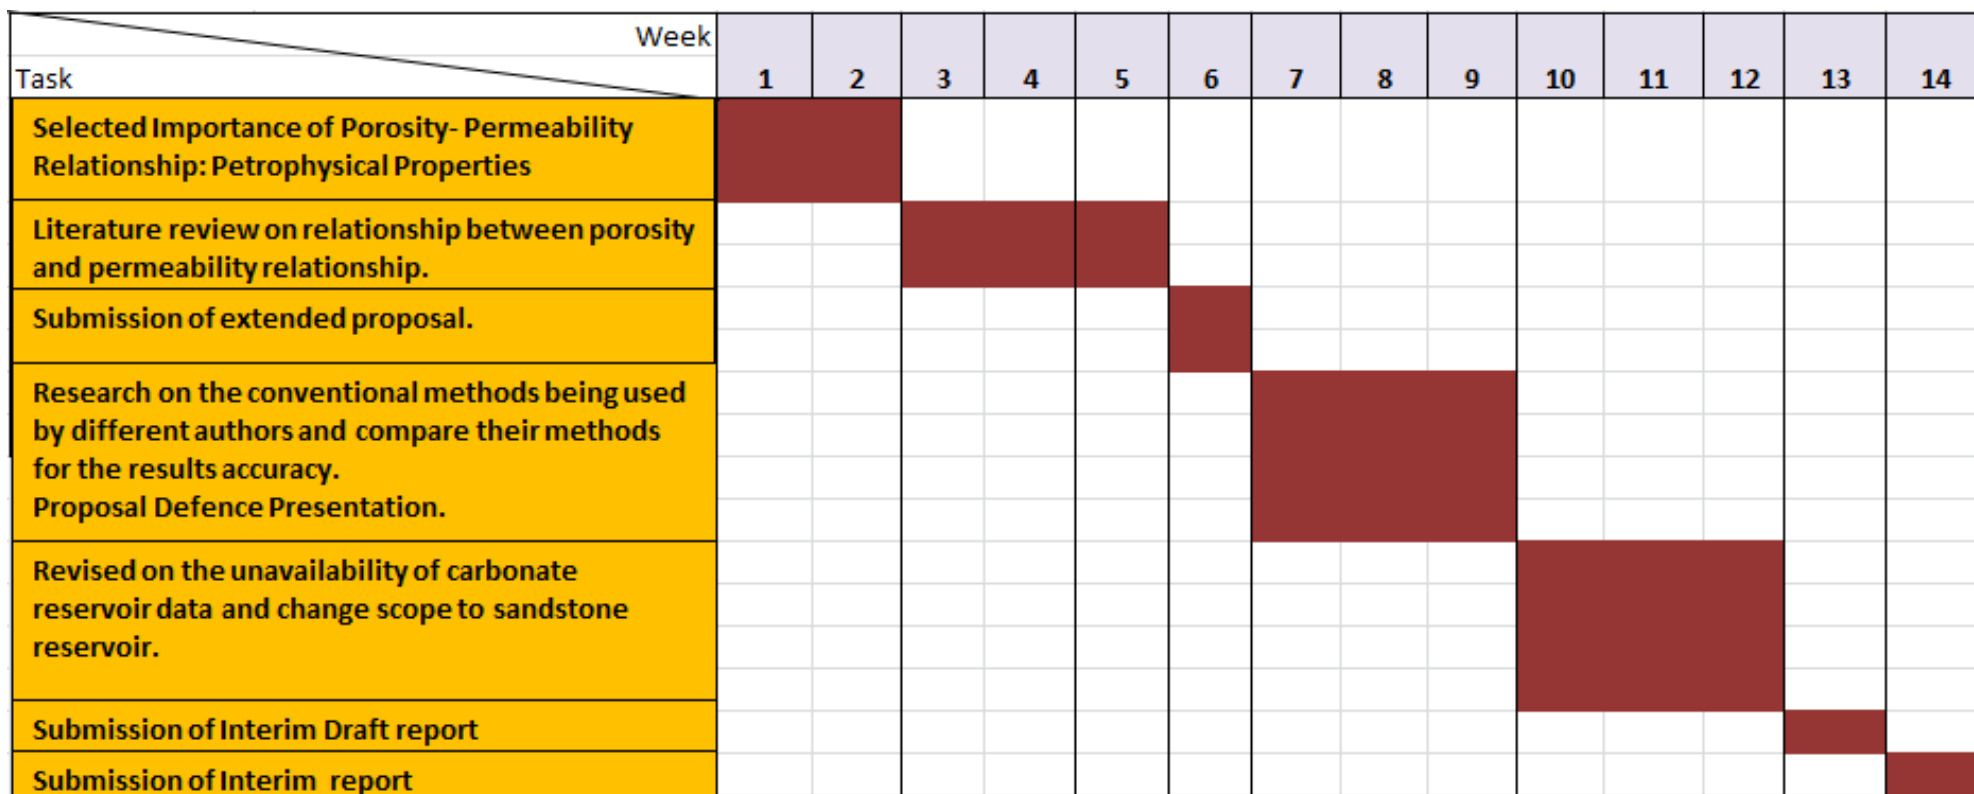 Week
Task
1 2 3 4 5 6 7 8 9 10 11 12 13 14
Selected Importance of Porosity- Permeability
Relationship: Petrophysical Properties
Literature review on relationship between porosity
and permeability relationship.
Submission of extended proposal.
Research on the conventional methods being used
by different authors and compare their methods
for the results accuracy.
Proposal Defence Presentation.
Revised on the unavailability of carbonate
reservoir data and change scope to sandstone
reservoir.
Submission of Interim Draft report
Submission of Interim report